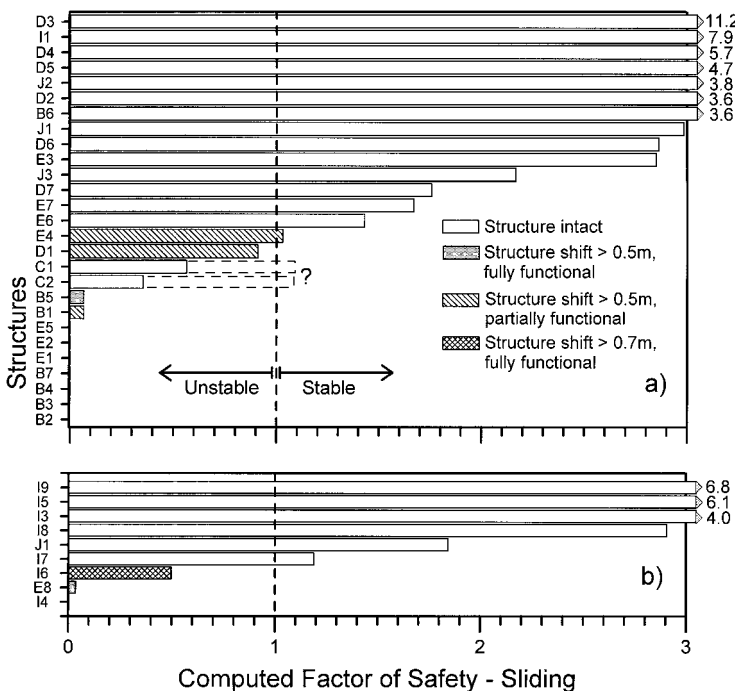 Structures
D3
I1
D4
D5
J2
D2
B6
J1
D6
E3
J3
D7
E7
E6
E4
D1
C1
C2
B5
B1
E5
E2
E1
B7
B4
B3
B2
11.2
7.9
5.7
4.7
3.8
3.6
3.6
?
Structure intact
Structure shift > 0.5m,
fully functional
Structure shift > 0.5m,
partially functional
Structure shift > 0.7m,
fully functional
Unstable
Stable
a)
0
1
2
3
I9
I5
I3
I8
J1
I7
I6
E8
I4
6.8
6.1
4.0
b)
0
1
2
3
Computed Factor of Safety - Sliding